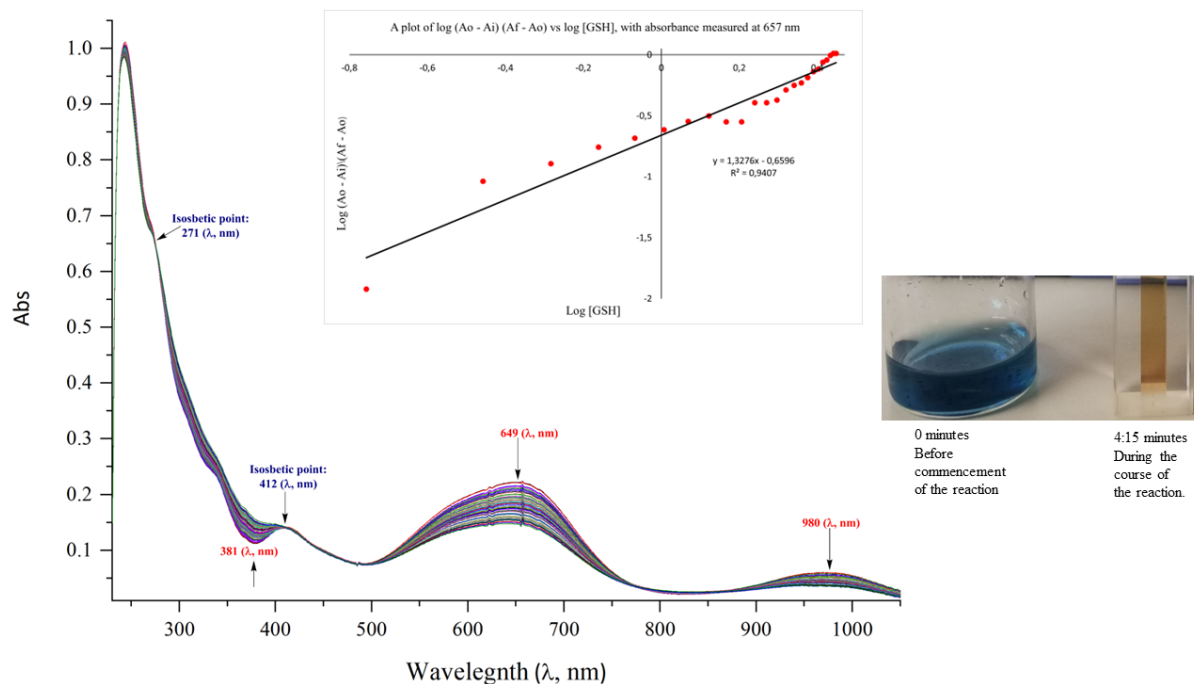 A plot of log (Ao - Ai) (Af - Ao) vs log [GSH], with absorbance measured at 657 nm
-0,8
-0,6
-0,4
-0,2
0
0,2
0,4
0
-0,5
-1
-1,5
-2
Log (Ao - Ai)\(Af - Ao)
y = 1,3276x - 0,6596
R² = 0,9407
Log [GSH]
1.0
0.9
0.8
0.7
0.6
0.5
0.4
0.3
0.2
0.1
Abs
Isosbetic point:
271 (λ, nm)
Isosbetic point:
412 (λ, nm)
381 (λ, nm)
649 (λ, nm)
980 (λ, nm)
300
400
500
600
700
800
900
1000
Wavelegnth (λ, nm)
0 minutes
Before
commencement
of the reaction
4:15 minutes
During the
course of
the reaction.